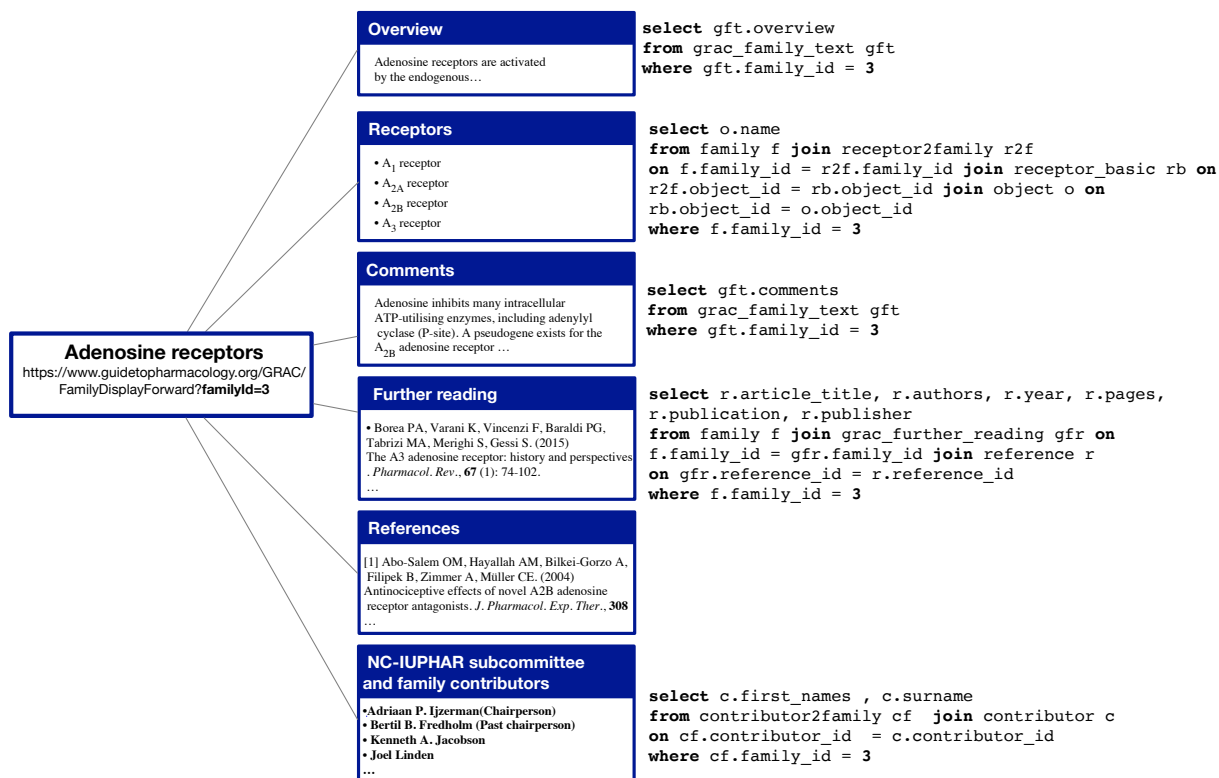 Overview
Adenosine receptors are activated
by the endogenous…
select gft.overview
from grac_family_text gft
where gft.family_id = 3
Receptors
• A1 receptor
• A2A receptor
• A2B receptor
• A3 receptor
select o.name
from family f join receptor2family r2f
on f.family_id = r2f.family_id join receptor_basic rb on
r2f.object_id = rb.object_id join object o on
rb.object_id = o.object_id
where f.family_id = 3
Comments
Adenosine inhibits many intracellular
ATP-utilising enzymes, including adenylyl
cyclase (P-site). A pseudogene exists for the
A2B adenosine receptor …
select gft.comments
from grac_family_text gft
where gft.family_id = 3
Adenosine receptors
https://www.guidetopharmacology.org/GRAC/
FamilyDisplayForward?familyId=3
Further reading
• Borea PA, Varani K, Vincenzi F, Baraldi PG,
Tabrizi MA, Merighi S, Gessi S. (2015)
The A3 adenosine receptor: history and perspectives
. Pharmacol. Rev., 67 (1): 74-102.
…
select r.article_title, r.authors, r.year, r.pages,
r.publication, r.publisher
from family f join grac_further_reading gfr on
f.family_id = gfr.family_id join reference r
on gfr.reference_id = r.reference_id
where f.family_id = 3
References
[1] Abo-Salem OM, Hayallah AM, Bilkei-Gorzo A,
Filipek B, Zimmer A, Müller CE. (2004)
Antinociceptive effects of novel A2B adenosine
receptor antagonists. J. Pharmacol. Exp. Ther., 308
…
NC-IUPHAR subcommittee
and family contributors
•Adriaan P. Ijzerman(Chairperson)
• Bertil B. Fredholm (Past chairperson)
• Kenneth A. Jacobson
• Joel Linden
…
select c.first_names , c.surname
from contributor2family cf join contributor c
on cf.contributor_id = c.contributor_id
where cf.family_id = 3